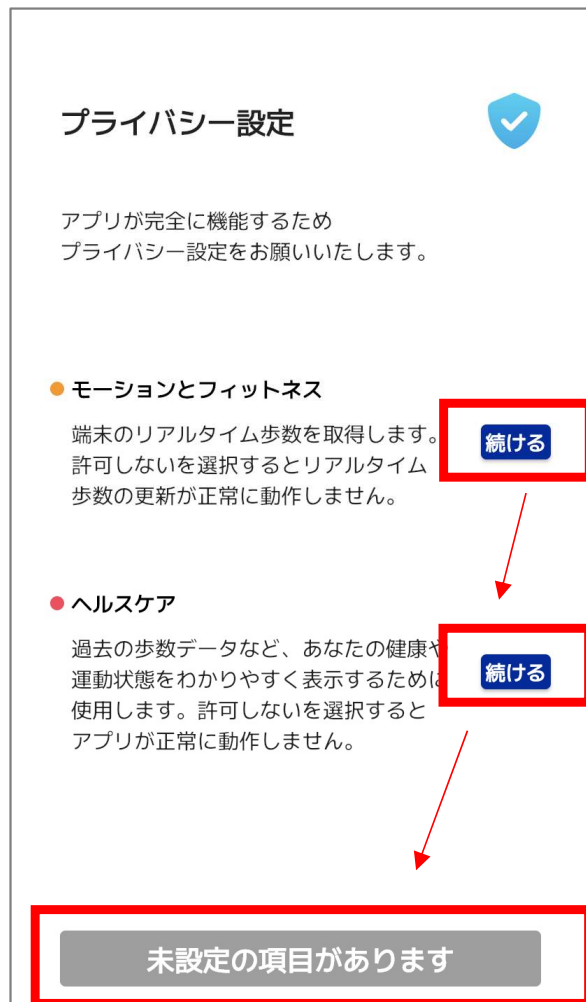 プライバシー設定
アプリが完全に機能するため
プライバシー設定をお願いいたします。
モーションとフィットネス
端末のリアルタイム歩数を取得します。
許可しないを選択するとリアルタイム
歩数の更新が正常に動作しません。
続ける
ヘルスケア
過去の歩数データなど、あなたの健康や
運動状態をわかりやすく表示するために
使用します。許可しないを選択すると
アプリが正常に動作しません。
続ける
未設定の項目があります